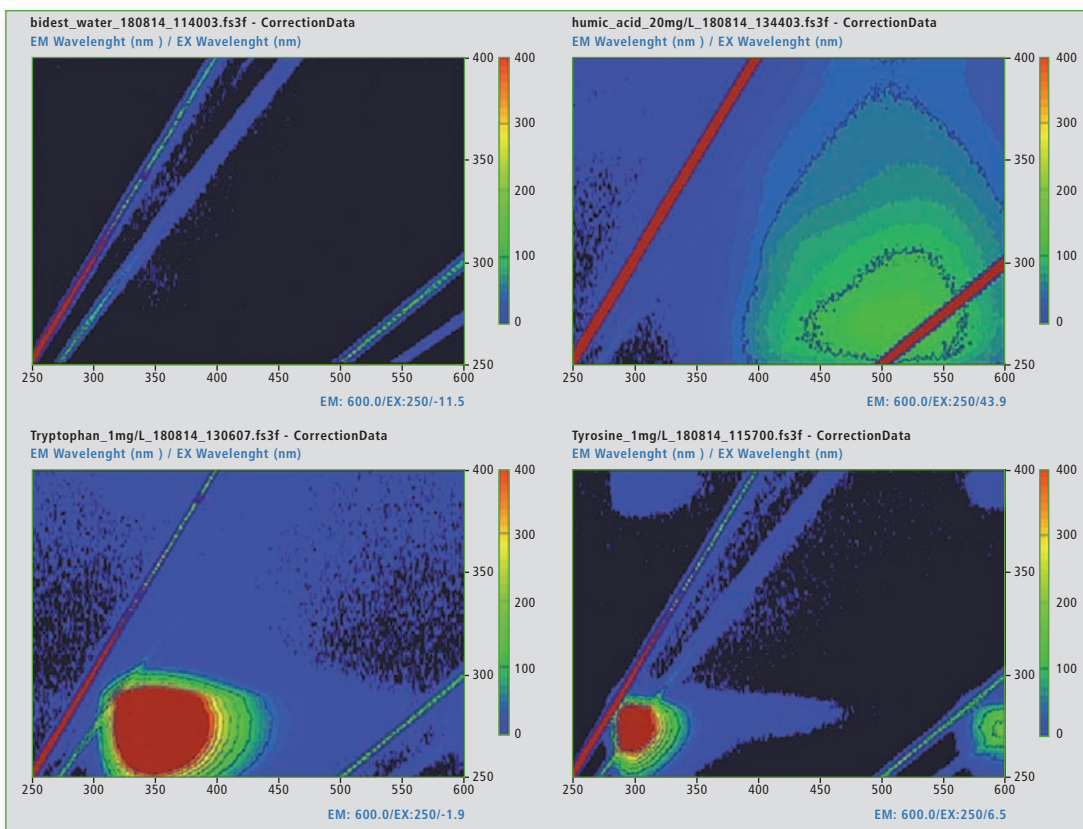 bidest_water_180814_114003.fs3f - CorrectionData
EM Wavelenght (nm ) / EX Wavelenght (nm)
400
350
300
250
400
300
200
100
0
250 300 350 400 450 500 550 600
EM: 600.0/EX:250/-11.5
humic_acid_20mg/L_180814_134403.fs3f - CorrectionData
EM Wavelenght (nm ) / EX Wavelenght (nm)
400
350
300
250
400
300
200
100
0
250 300 350 400 450 500 550 600
EM: 600.0/EX:250/43.9
Tryptophan_1mg/L_180814_130607.fs3f - CorrectionData
EM Wavelenght (nm ) / EX Wavelenght (nm)
400
350
300
250
400
300
200
100
0
250 300 350 400 450 500 550 600
EM: 600.0/EX:250/-1.9
Tyrosine_1mg/L_180814_115700.fs3f - CorrectionData
EM Wavelenght (nm ) / EX Wavelenght (nm)
400
350
300
250
400
300
200
100
0
250 300 350 400 450 500 550 600
EM: 600.0/EX:250/6.5